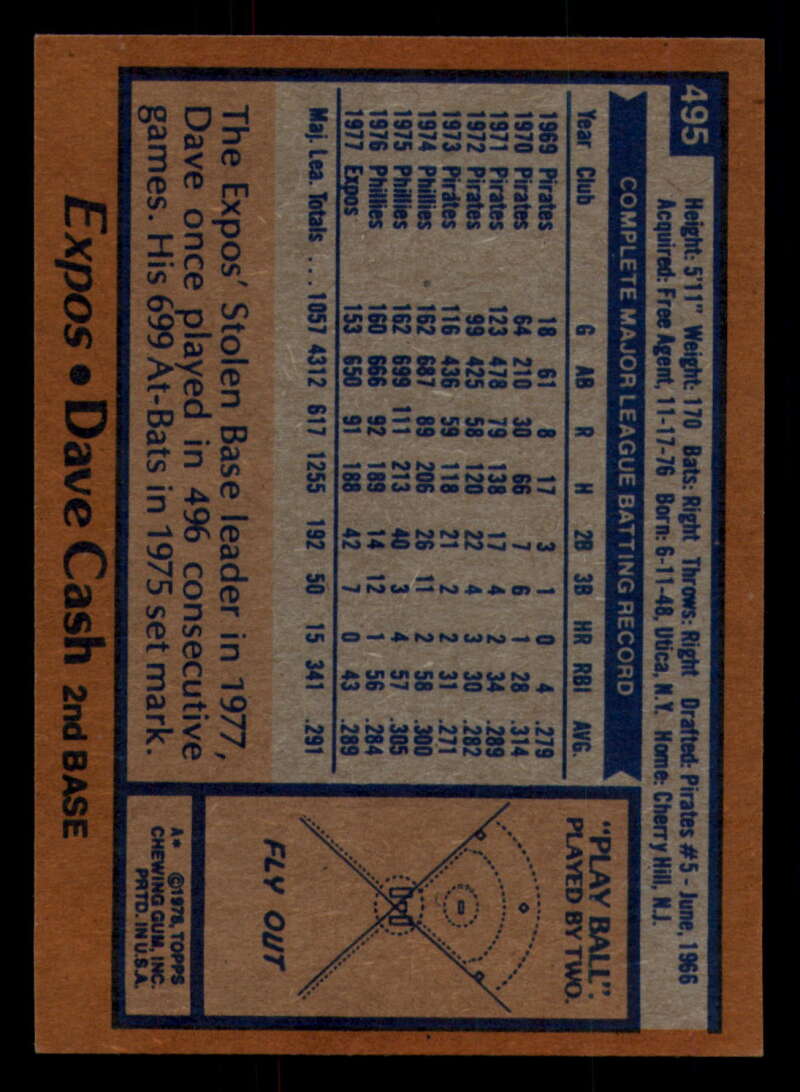 495
Height: 5'11" Weight: 170 Bats: Right Throws: Right Drafted: Pirates #5 - June, 1966
Acquired: Free Agent, 11-17-76 Born: 6-11-48, Utica, N.Y. Home: Cherry Hill, N.J.
COMPLETE MAJOR LEAGUE BATTING RECORD
Year Club G AB R H 2B 3B HR RBI AVG.
1969 Pirates 18 61 8 17 3 1 0 4 .279
1970 Pirates 64 210 30 66 7 6 1 28 .314
1971 Pirates 123 478 79 138 17 4 2 34 .289
1972 Pirates 99 425 58 120 22 4 3 30 .282
1973 Pirates 116 436 59 118 21 2 2 31 .271
1974 Phillies 162 687 89 206 26 11 2 58 .300
1975 Phillies 162 699 111 213 40 3 4 57 .305
1976 Phillies 160 666 92 189 14 12 1 56 .284
1977 Expos 153 650 91 188 42 7 0 43 .289
Maj. Lea. Totals ... 1057 4312 617 1255 192 50 15 341 .291
The Expos' Stolen Base leader in 1977,
Dave once played in 496 consecutive
games. His 699 At-Bats in 1975 set mark.
Expos • Dave Cash 2nd BASE
"PLAY BALL":
PLAYED BY TWO.
FLY OUT
A* ©1978, TOPPS
CHEWING GUM, INC.
PRTD. IN U.S.A.